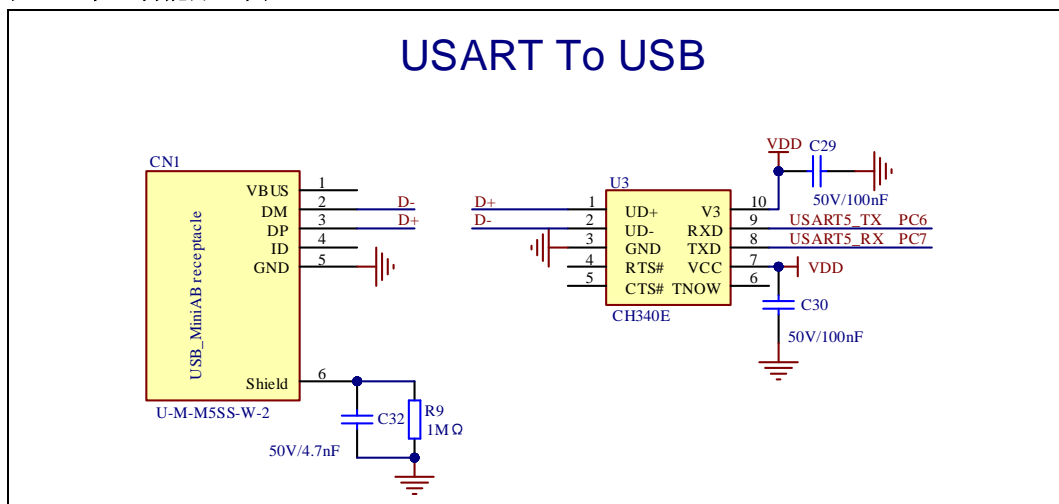 USART To USB
CN1
VBUS 1
DM 2 D-
DP 3 D+
ID 4
GND 5
USB_MiniAB receptacle
Shield 6
U-M-M5SS-W-2
C32
50V/4.7nF
R9
1MΩ
U3
D+ 1 UD+ V3 10
D- 2 UD- RXD 9 USART5_TX PC6
3 GND TXD 8 USART5_RX PC7
4 RTS# VCC 7 VDD
5 CTS# TNOW 6
CH340E
VDD
C29
50V/100nF
C30
50V/100nF